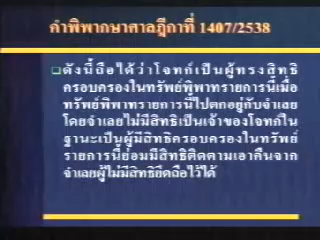 คำพิพากษาศาลฎีกาที่ 1407/2538
ดังนี้ถือได้ว่าโจทก์เป็นผู้ทรงสิทธิ
ครอบครองในทรัพย์พิพาทรายการนี้เมื่อ
ทรัพย์พิพาทรายการนี้ไปตกอยู่กับจำเลย
โดยจำเลยไม่มีสิทธิเป็นเจ้าของโจทก์ใน
ฐานะเป็นผู้มีสิทธิครอบครองในทรัพย์
รายการนี้ย่อมมีสิทธิติดตามเอาคืนจาก
จำเลยผู้ไม่มีสิทธิยึดถือไว้ได้